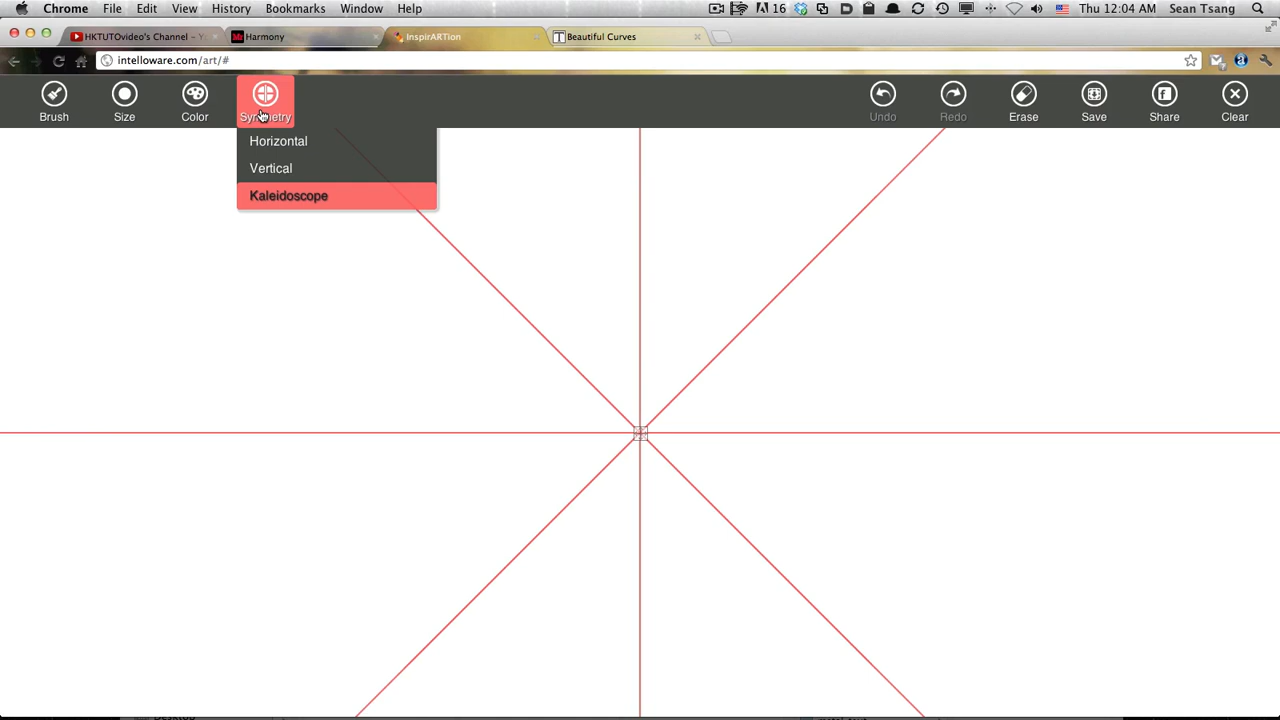 Chrome File Edit View History Bookmarks Window Help 16 Thu 12:04 AM Sean Tsang
HKTUTOvideo's Channel – Harmony InspirARTion Beautiful Curves
intelloware.com/art/#
Brush Size Color Symmetry Undo Redo Erase Save Share Clear
Horizontal
Vertical
Kaleidoscope